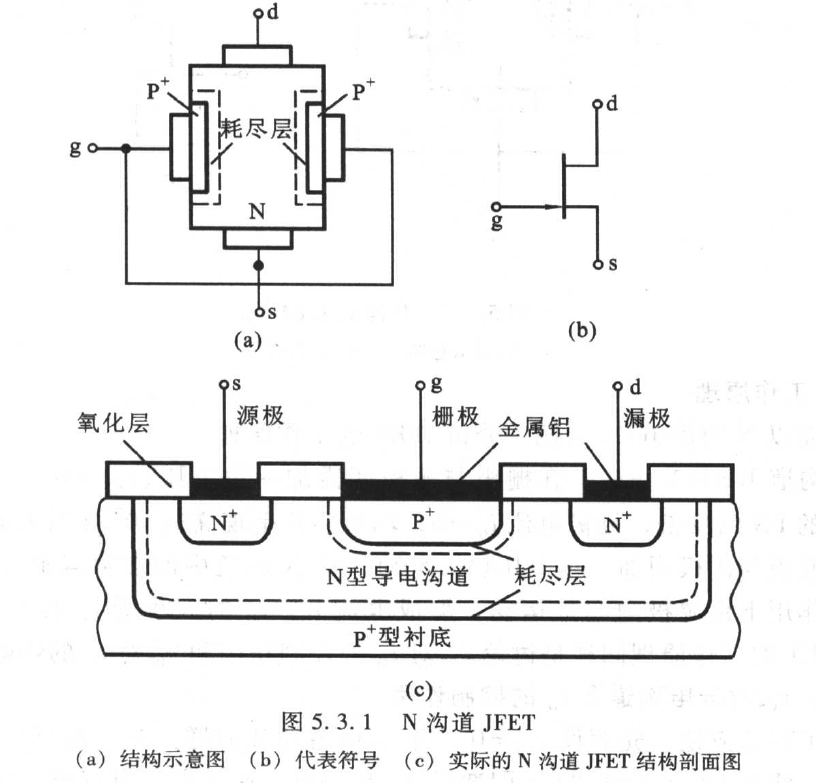 d
P⁺ P⁺
耗尽层
g
N
s
(a)
d
g
s
(b)
s g d
源极 栅极 金属铝 漏极
氧化层
N⁺ P⁺ N⁺
N型导电沟道 耗尽层
P⁺型衬底
(c)
图 5.3.1 N 沟道 JFET
(a) 结构示意图 (b) 代表符号 (c) 实际的 N 沟道 JFET 结构剖面图